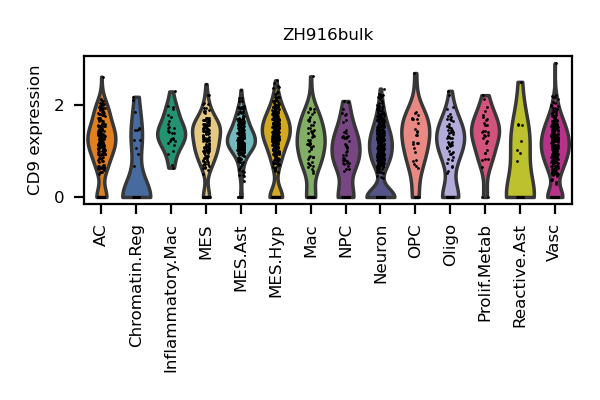 ZH916bulk
CD9 expression
2
0
AC
Chromatin.Reg
Inflammatory.Mac
MES
MES.Ast
MES.Hyp
Mac
NPC
Neuron
OPC
Oligo
Prolif.Metab
Reactive.Ast
Vasc